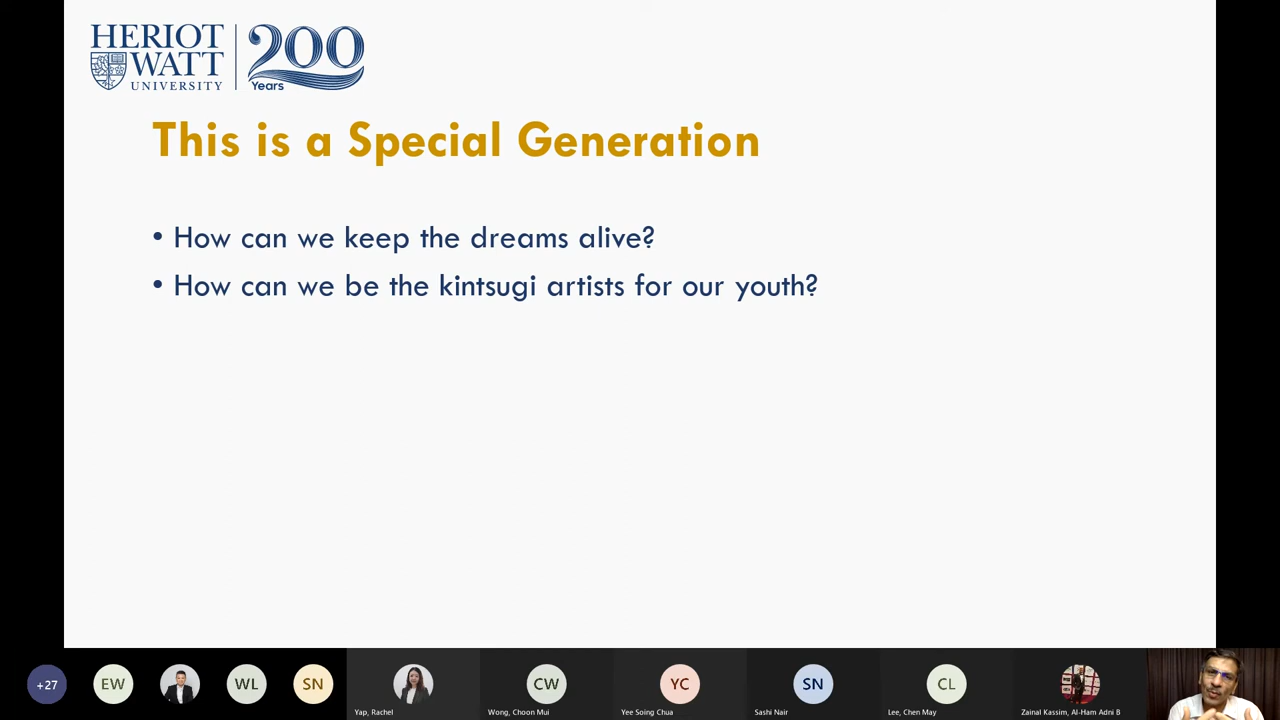 HERIOT
WATT
UNIVERSITY
200
Years
This is a Special Generation
• How can we keep the dreams alive?
• How can we be the kintsugi artists for our youth?
+27
EW
WL
SN
Yap, Rachel
CW
Wong, Choon Mui
YC
Yee Soing Chua
SN
Sashi Nair
CL
Lee, Chen May
Zainal Kassim, Al-Ham Adni B